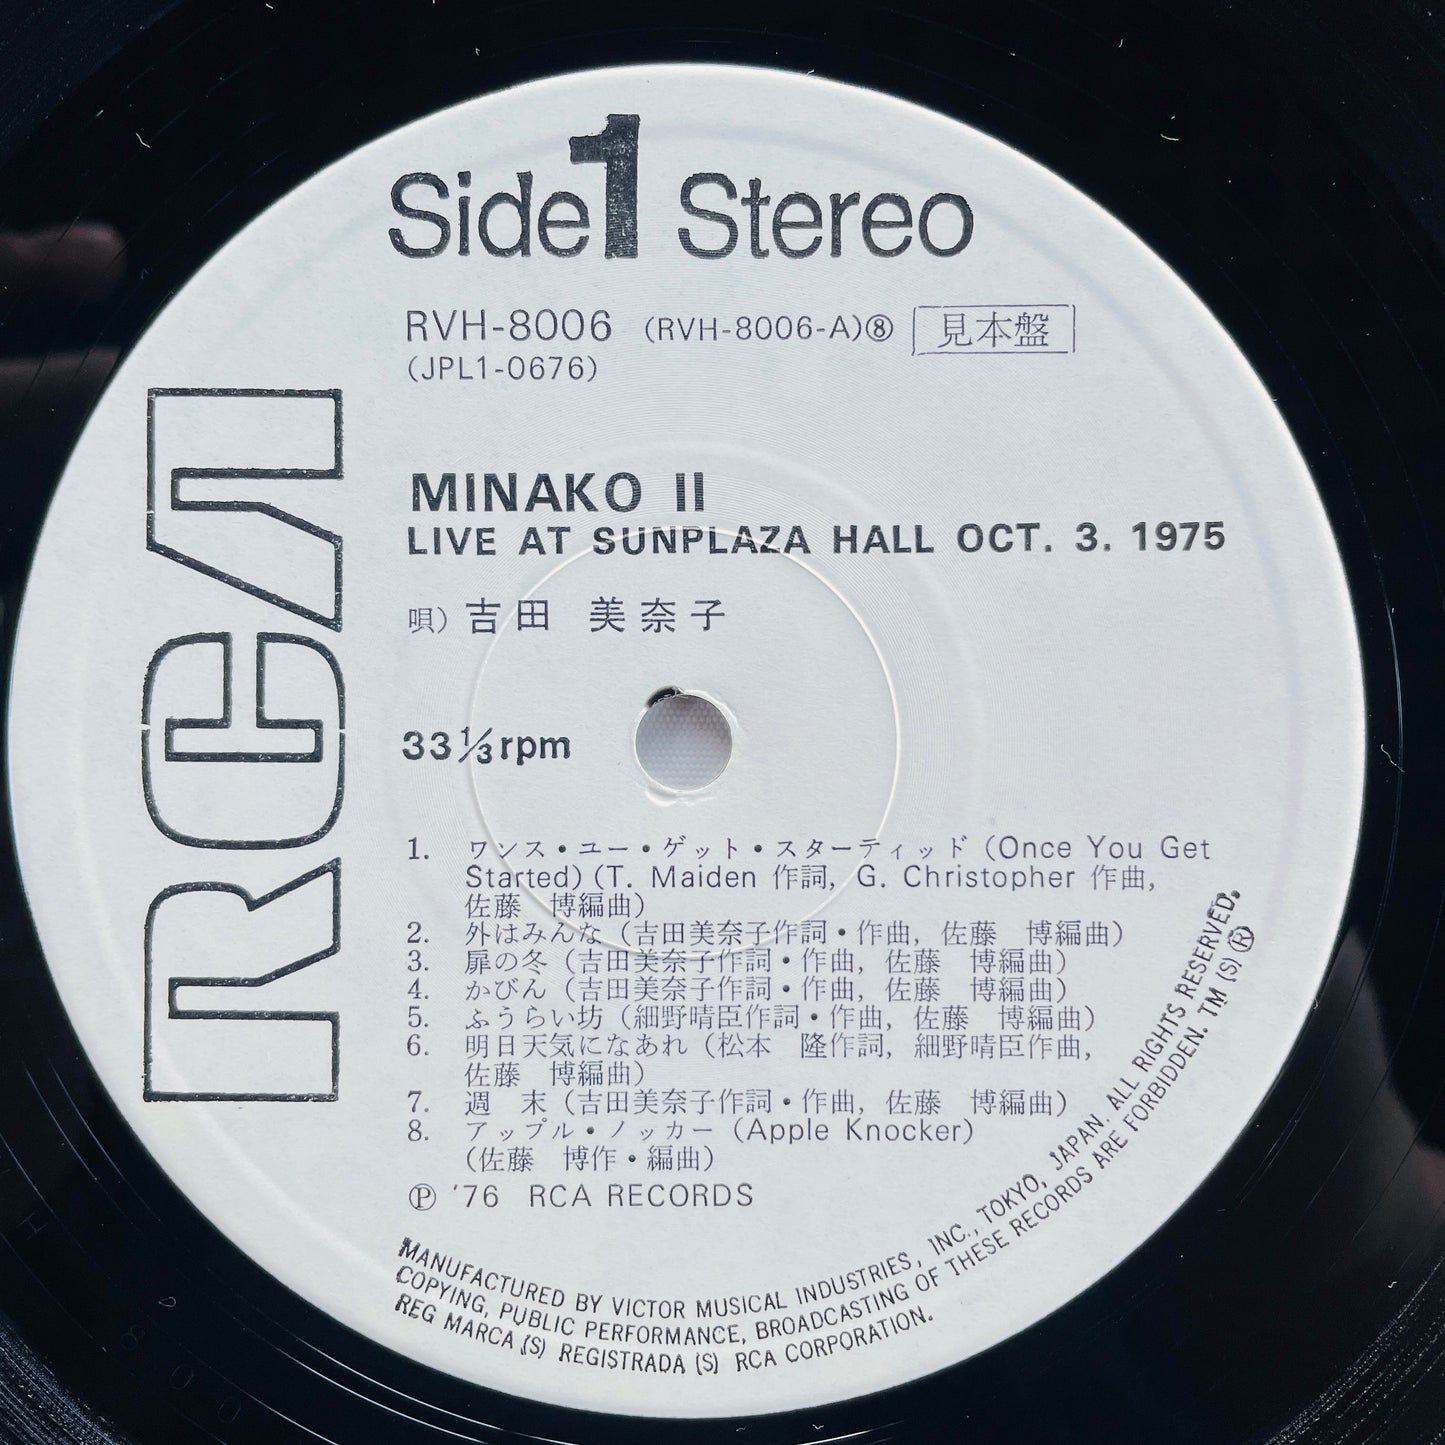 Side 1 Stereo
RVH-8006 (RVH-8006-A)⑧ 見本盤
(JPL1-0676)
RCA
MINAKO II
LIVE AT SUNPLAZA HALL OCT. 3. 1975
唄) 吉田 美奈子
33 1/3 rpm
1. ワンス・ユー・ゲット・スターティッド (Once You Get
Started) (T. Maiden 作詞, G. Christopher 作曲,
佐藤 博編曲)
2. 外はみんな (吉田美奈子作詞・作曲, 佐藤 博編曲)
3. 扉の冬 (吉田美奈子作詞・作曲, 佐藤 博編曲)
4. かびん (吉田美奈子作詞・作曲, 佐藤 博編曲)
5. ふうらい坊 (細野晴臣作詞・作曲, 佐藤 博編曲)
6. 明日天気になあれ (松本 隆作詞, 細野晴臣作曲,
佐藤 博編曲)
7. 週 末 (吉田美奈子作詞・作曲, 佐藤 博編曲)
8. アップル・ノッカー (Apple Knocker)
(佐藤 博作・編曲)
Ⓟ '76 RCA RECORDS
MANUFACTURED BY VICTOR MUSICAL INDUSTRIES, INC., TOKYO, JAPAN. ALL RIGHTS RESERVED.
COPYING, PUBLIC PERFORMANCE, BROADCASTING OF THESE RECORDS ARE FORBIDDEN. TM (S) ®
REG MARCA (S) REGISTRADA (S) RCA CORPORATION.